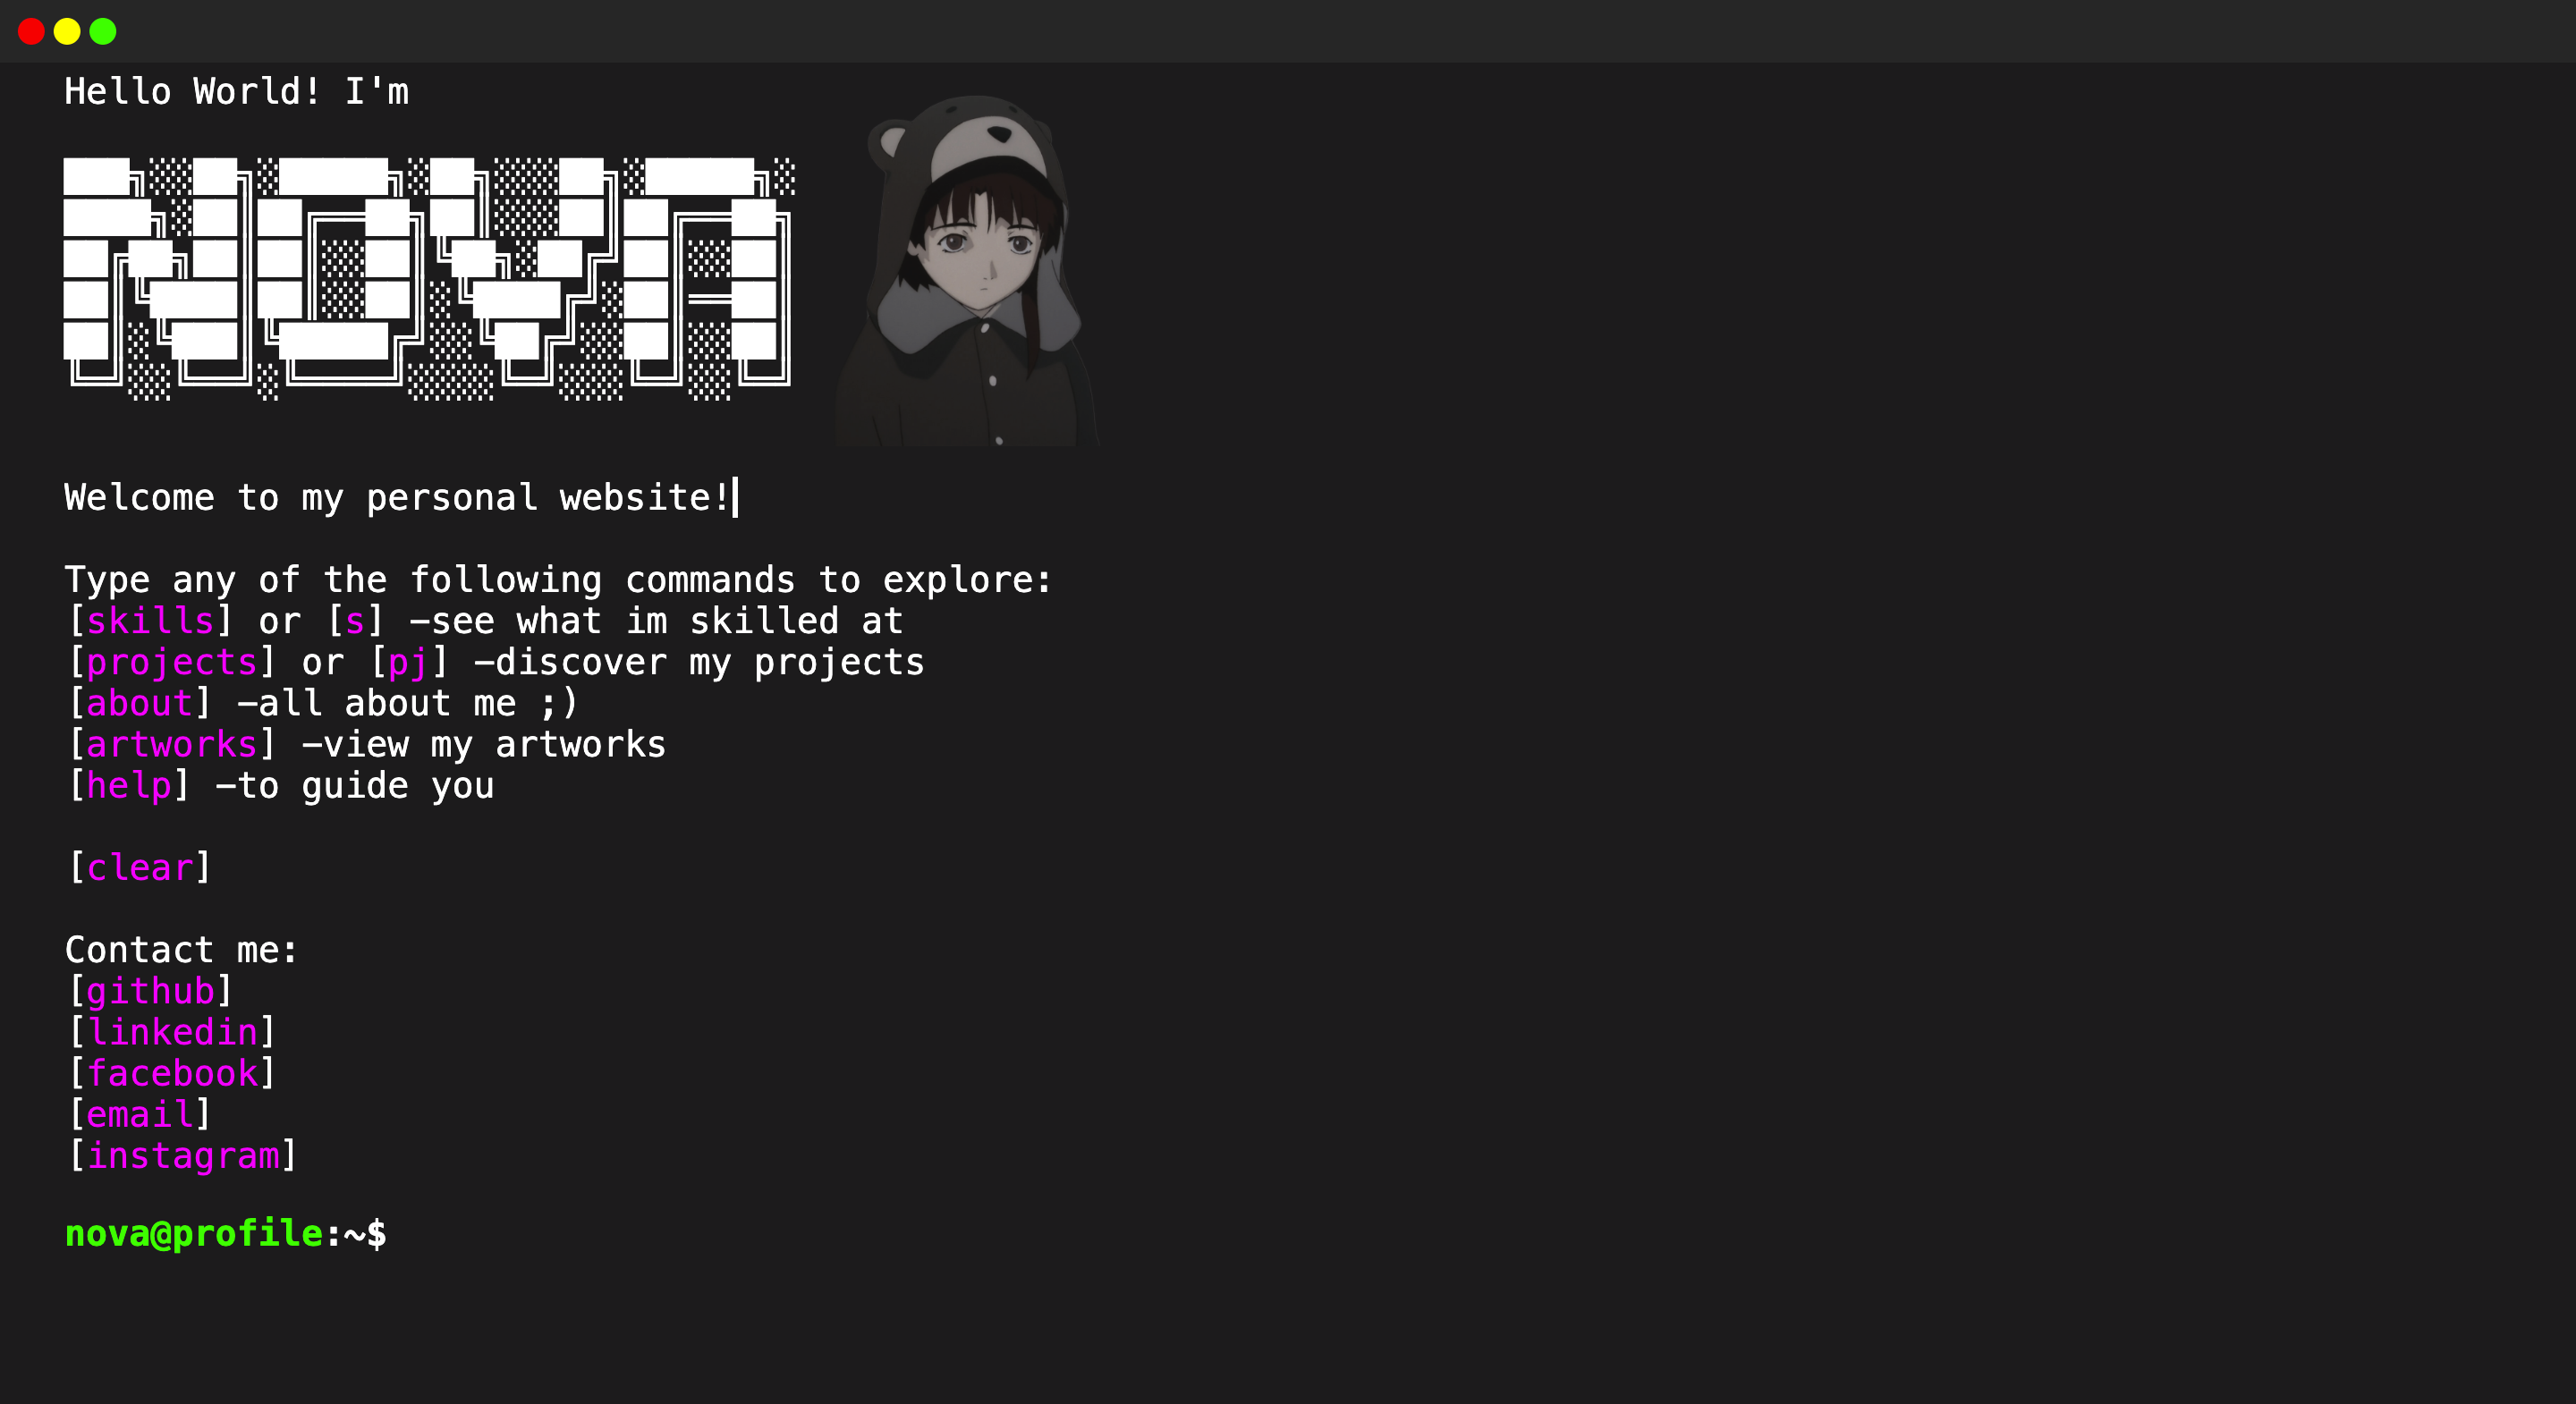 Hello World! I'm
NOVA
Welcome to my personal website!
Type any of the following commands to explore:
[skills] or [s] -see what im skilled at
[projects] or [pj] -discover my projects
[about] -all about me ;)
[artworks] -view my artworks
[help] -to guide you
[clear]
Contact me:
[github]
[linkedin]
[facebook]
[email]
[instagram]
nova@profile:~$